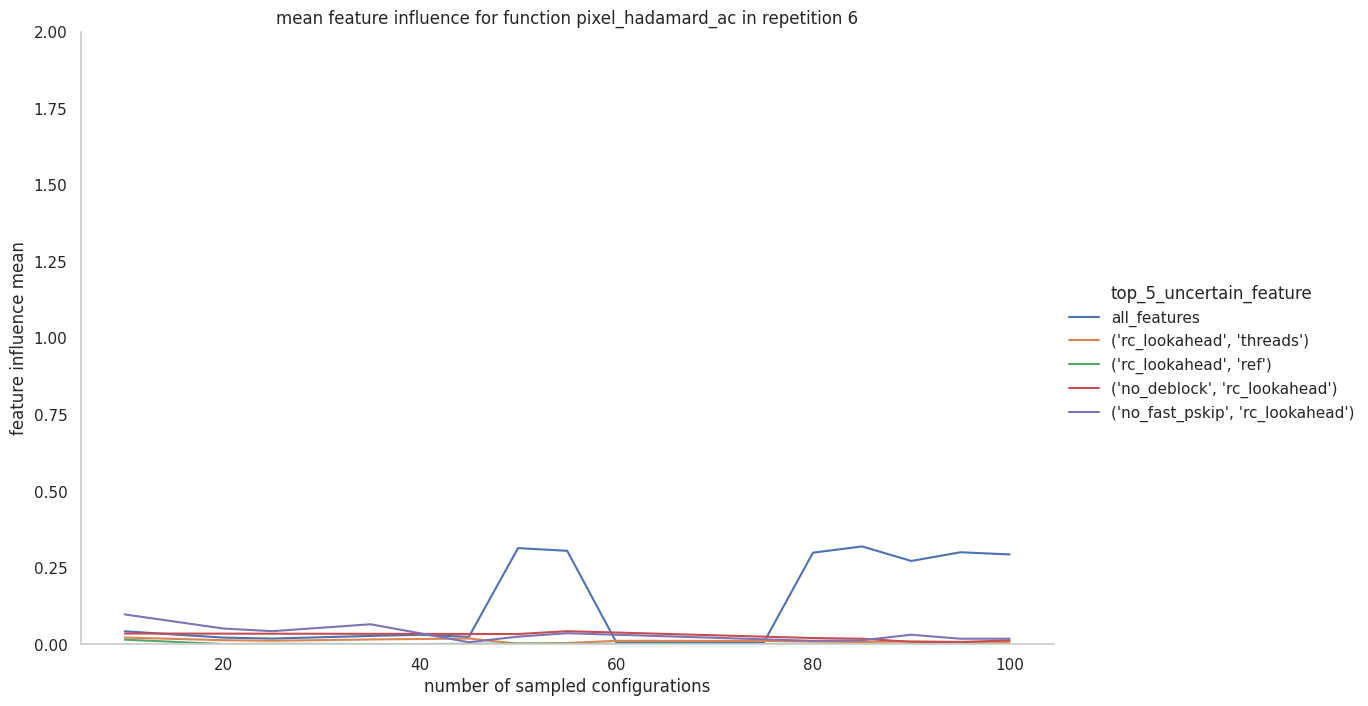 mean feature influence for function pixel_hadamard_ac in repetition 6
2.00
1.75
1.50
1.25
1.00
0.75
0.50
0.25
0.00
feature influence mean
20
40
60
80
100
number of sampled configurations
top_5_uncertain_feature
all_features
('rc_lookahead', 'threads')
('rc_lookahead', 'ref')
('no_deblock', 'rc_lookahead')
('no_fast_pskip', 'rc_lookahead')